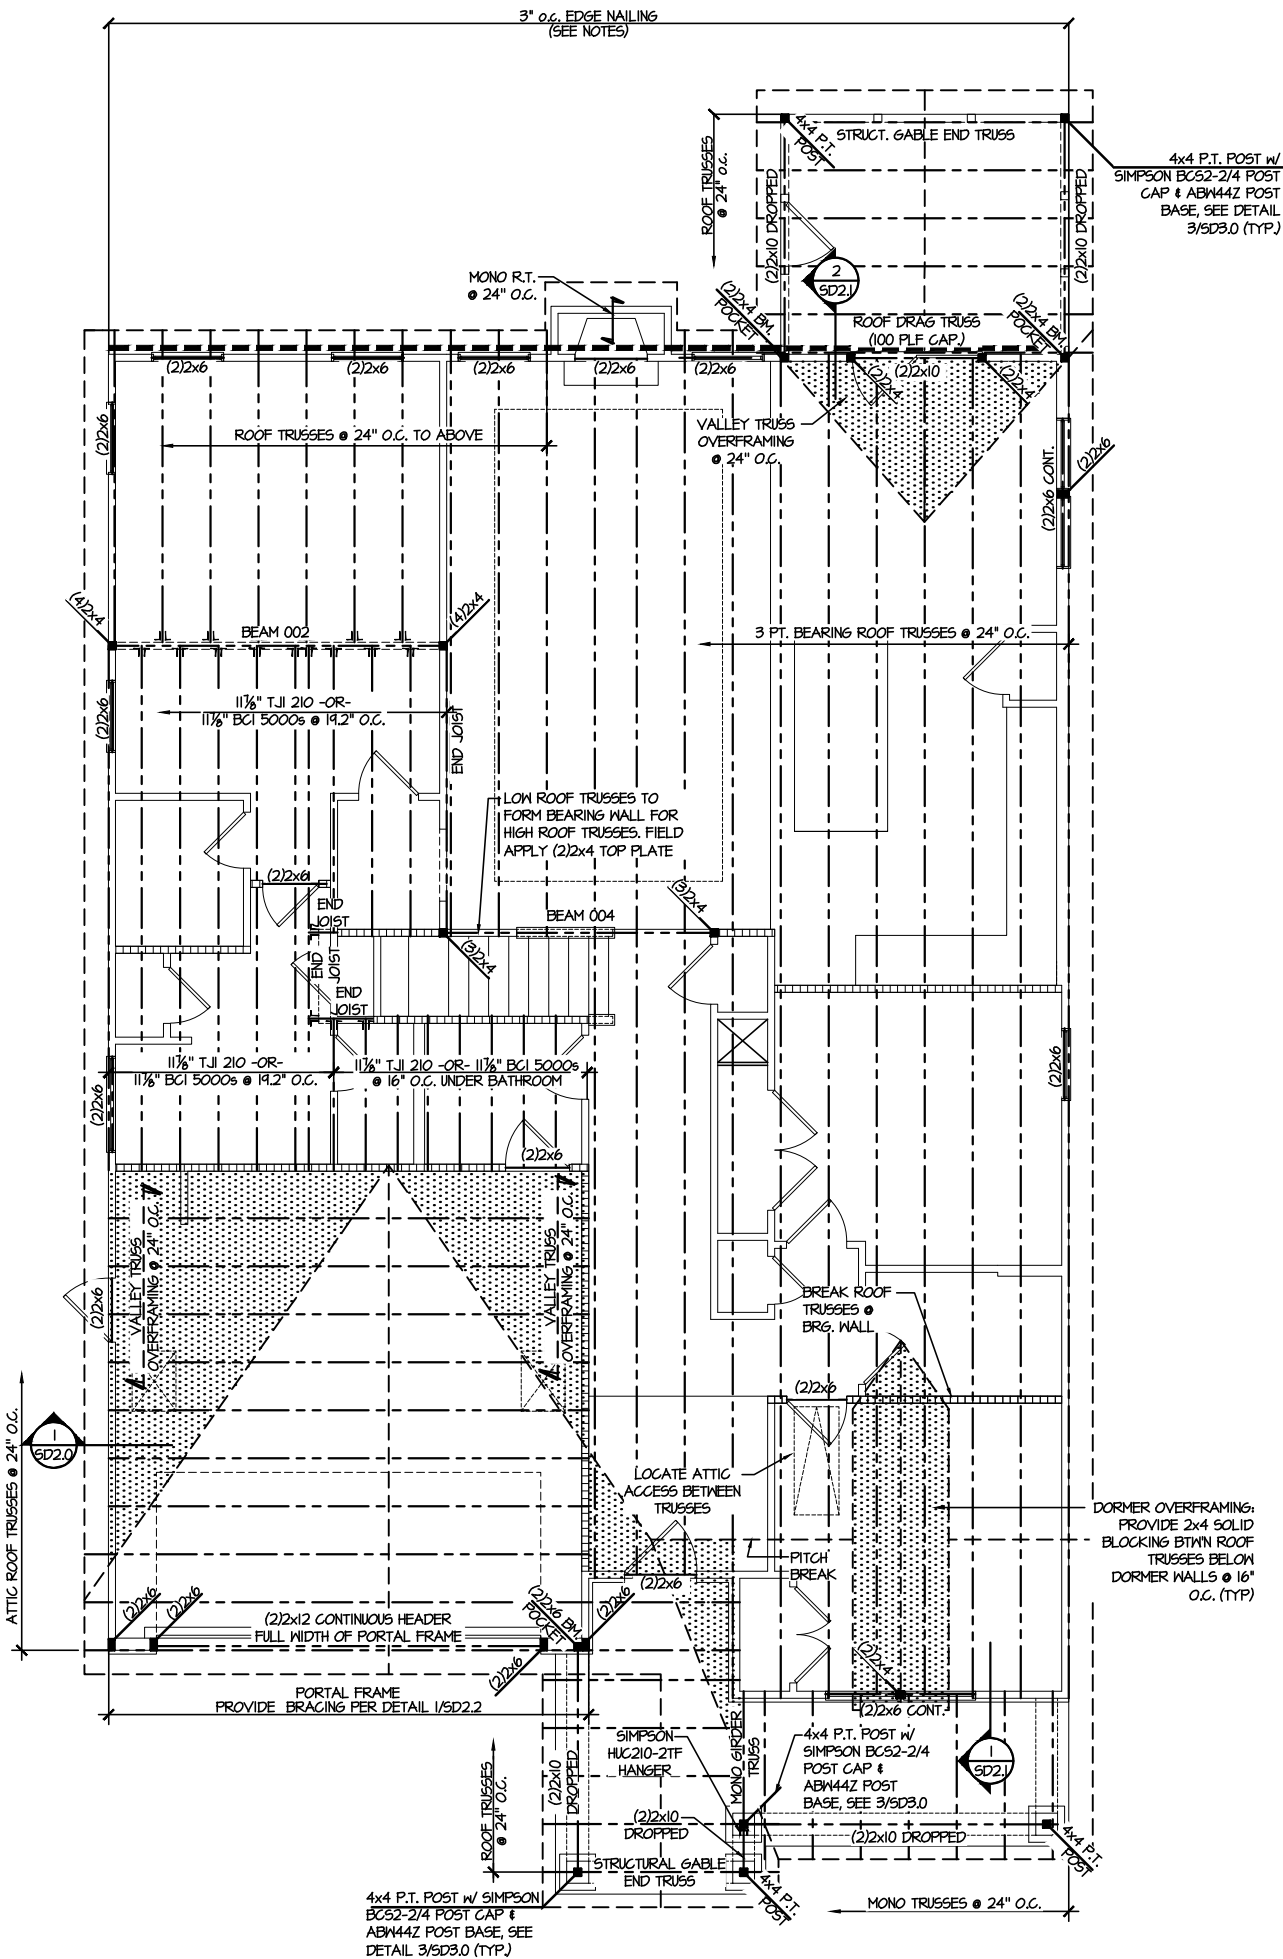 3" o.c. EDGE NAILING
(SEE NOTES)
ROOF TRUSSES
@ 24" o.c.
4x4 P.T.
POST
STRUCT. GABLE END TRUSS
(2)2x10 DROPPED
(2)2x10 DROPPED
4x4 P.T. POST w/
SIMPSON BCS2-2/4 POST
CAP & ABW44Z POST
BASE, SEE DETAIL
3/SD3.0 (TYP.)
2
SD2.1
MONO R.T.
@ 24" O.C.
(2)2x4 BM.
POCKET
ROOF DRAG TRUSS
(100 PLF CAP.)
(2)2x4 BM.
POCKET
(2)2x6
(2)2x6
(2)2x6
(2)2x6
(2)2x6
(2)2x4
(2)2x10
(2)2x4
(2)2x6
ROOF TRUSSES @ 24" O.C. TO ABOVE
VALLEY TRUSS
OVERFRAMING
@ 24" O.C.
(2)2x6 CONT.
(2)2x6
(4)2x4
BEAM 002
(4)2x4
3 PT. BEARING ROOF TRUSSES @ 24" O.C.
(2)2x6
11⅞" TJI 210 -OR-
11⅞" BCI 5000s @ 19.2" O.C.
END JOIST
LOW ROOF TRUSSES TO
FORM BEARING WALL FOR
HIGH ROOF TRUSSES. FIELD
APPLY (2)2x4 TOP PLATE
(2)2x6
END
JOIST
BEAM 004
(3)2x4
(3)2x4
END
JOIST
END
JOIST
11⅞" TJI 210 -OR-
11⅞" BCI 5000s @ 19.2" O.C.
11⅞" TJI 210 -OR- 11⅞" BCI 5000s
@ 16" O.C. UNDER BATHROOM
(2)2x6
(2)2x6
(2)2x6
VALLEY TRUSS
OVERFRAMING @ 24" O.C.
VALLEY TRUSS
OVERFRAMING @ 24" O.C.
(2)2x6
BREAK ROOF
TRUSSES @
BRG. WALL
(2)2x6
ATTIC ROOF TRUSSES @ 24" O.C.
1
SD2.0
LOCATE ATTIC
ACCESS BETWEEN
TRUSSES
DORMER OVERFRAMING:
PROVIDE 2x4 SOLID
BLOCKING BTW'N ROOF
TRUSSES BELOW
DORMER WALLS @ 16"
O.C. (TYP)
PITCH
BREAK
(2)2x6
(2)2x6
(2)2x6
(2)2x12 CONTINUOUS HEADER
FULL WIDTH OF PORTAL FRAME
(2)2x6 BM.
POCKET
(2)2x6
(2)2x6
(2)2x4
PORTAL FRAME
PROVIDE BRACING PER DETAIL 1/SD2.2
(2)2x6 CONT.
ROOF TRUSSES
@ 24" O.C.
(2)2x10
DROPPED
SIMPSON
HUC210-2TF
HANGER
MONO GIRDER
TRUSS
4x4 P.T. POST w/
SIMPSON BCS2-2/4
POST CAP &
ABW44Z POST
BASE, SEE 3/SD3.0
1
SD2.1
(2)2x10
DROPPED
(2)2x10 DROPPED
4x4 P.T.
POST
STRUCTURAL GABLE
END TRUSS
4x4 P.T.
POST
4x4 P.T. POST w/ SIMPSON
BCS2-2/4 POST CAP &
ABW44Z POST BASE, SEE
DETAIL 3/SD3.0 (TYP.)
MONO TRUSSES @ 24" O.C.